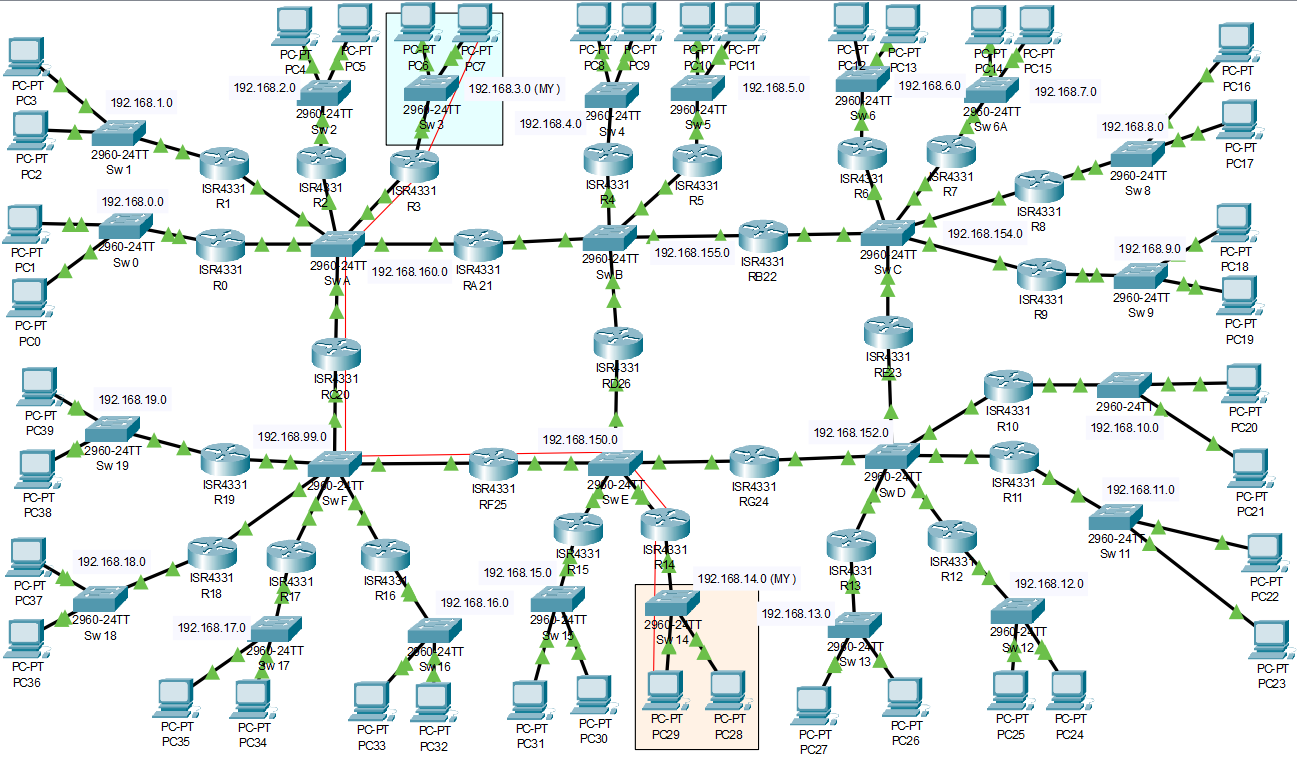 PC-PT
PC3
PC-PT
PC2
192.168.1.0
2960-24TT
Sw 1
ISR4331
R1
PC-PT
PC4
PC-PT
PC5
192.168.2.0
2960-24TT
Sw 2
ISR4331
R2
PC-PT
PC6
PC-PT
PC7
192.168.3.0 (MY)
2960-24TT
Sw 3
ISR4331
R3
PC-PT
PC8
PC-PT
PC9
192.168.4.0
2960-24TT
Sw 4
ISR4331
R4
PC-PT
PC10
PC-PT
PC11
192.168.5.0
2960-24TT
Sw 5
ISR4331
R5
PC-PT
PC12
PC-PT
PC13
192.168.6.0
2960-24TT
Sw 6
ISR4331
R6
PC-PT
PC14
PC-PT
PC15
192.168.7.0
2960-24TT
Sw 6A
ISR4331
R7
PC-PT
PC16
PC-PT
PC17
192.168.8.0
2960-24TT
Sw 8
ISR4331
R8
PC-PT
PC1
PC-PT
PC0
192.168.0.0
2960-24TT
Sw 0
ISR4331
R0
2960-24TT
Sw A
192.168.160.0
ISR4331
RA 21
2960-24TT
Sw B
192.168.155.0
ISR4331
RB22
2960-24TT
Sw C
192.168.154.0
ISR4331
R9
192.168.9.0
2960-24TT
Sw 9
PC-PT
PC18
PC-PT
PC19
ISR4331
RC20
ISR4331
RD26
ISR4331
RE23
PC-PT
PC39
PC-PT
PC38
192.168.19.0
2960-24TT
Sw 19
ISR4331
R19
192.168.99.0
2960-24TT
Sw F
ISR4331
RF25
192.168.150.0
2960-24TT
Sw E
ISR4331
RG24
192.168.152.0
2960-24TT
Sw D
ISR4331
R10
2960-24TT
192.168.10.0
PC-PT
PC20
PC-PT
PC21
ISR4331
R11
192.168.11.0
2960-24TT
Sw 11
PC-PT
PC22
PC-PT
PC23
PC-PT
PC37
PC-PT
PC36
192.168.18.0
2960-24TT
Sw 18
ISR4331
R18
ISR4331
R17
192.168.17.0
2960-24TT
Sw 17
PC-PT
PC35
PC-PT
PC34
ISR4331
R16
192.168.16.0
2960-24TT
Sw 16
PC-PT
PC33
PC-PT
PC32
ISR4331
R15
192.168.15.0
2960-24TT
Sw 15
PC-PT
PC31
PC-PT
PC30
ISR4331
R14
192.168.14.0 (MY)
2960-24TT
Sw 14
PC-PT
PC29
PC-PT
PC28
ISR4331
R13
192.168.13.0
2960-24TT
Sw 13
PC-PT
PC27
PC-PT
PC26
ISR4331
R12
192.168.12.0
2960-24TT
Sw 12
PC-PT
PC25
PC-PT
PC24